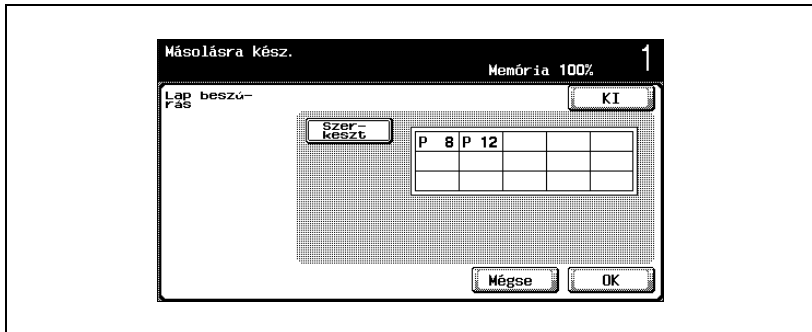 Másolásra kész.
Memória 100% 1
Lap beszú-
rás
KI
Szer-
keszt
P 8 P 12
Mégse OK